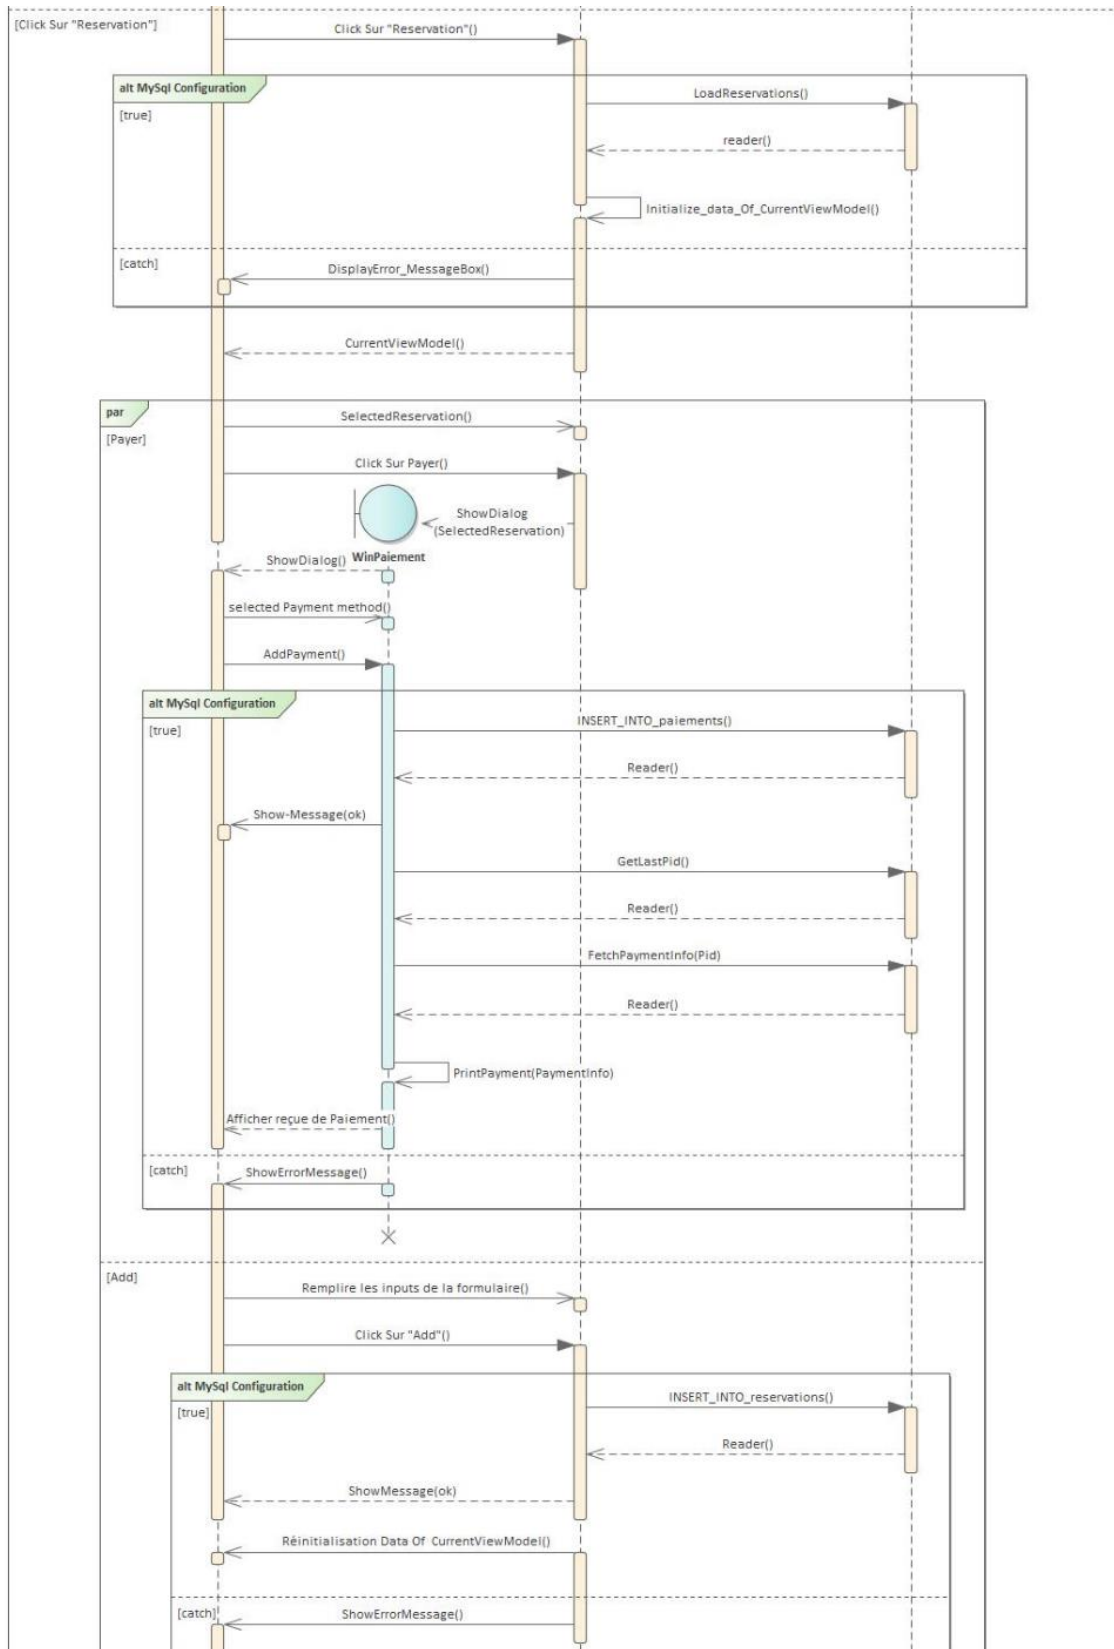 [Click Sur "Reservation"]
Click Sur "Reservation"()
alt MySql Configuration
[true]
LoadReservations()
reader()
Initialize_data_Of_CurrentViewModel()
[catch]
DisplayError_MessageBox()
CurrentViewModel()
par
[Payer]
SelectedReservation()
Click Sur Payer()
ShowDialog
(SelectedReservation)
WinPaiement
ShowDialog()
selected Payment method()
AddPayment()
alt MySql Configuration
[true]
INSERT_INTO_paiements()
Reader()
Show-Message(ok)
GetLastPid()
Reader()
FetchPaymentInfo(Pid)
Reader()
PrintPayment(PaymentInfo)
Afficher reçue de Paiement()
[catch]
ShowErrorMessage()
[Add]
Remplire les inputs de la formulaire()
Click Sur "Add"()
alt MySql Configuration
[true]
INSERT_INTO_reservations()
Reader()
ShowMessage(ok)
Réinitialisation Data Of CurrentViewModel()
[catch]
ShowErrorMessage()